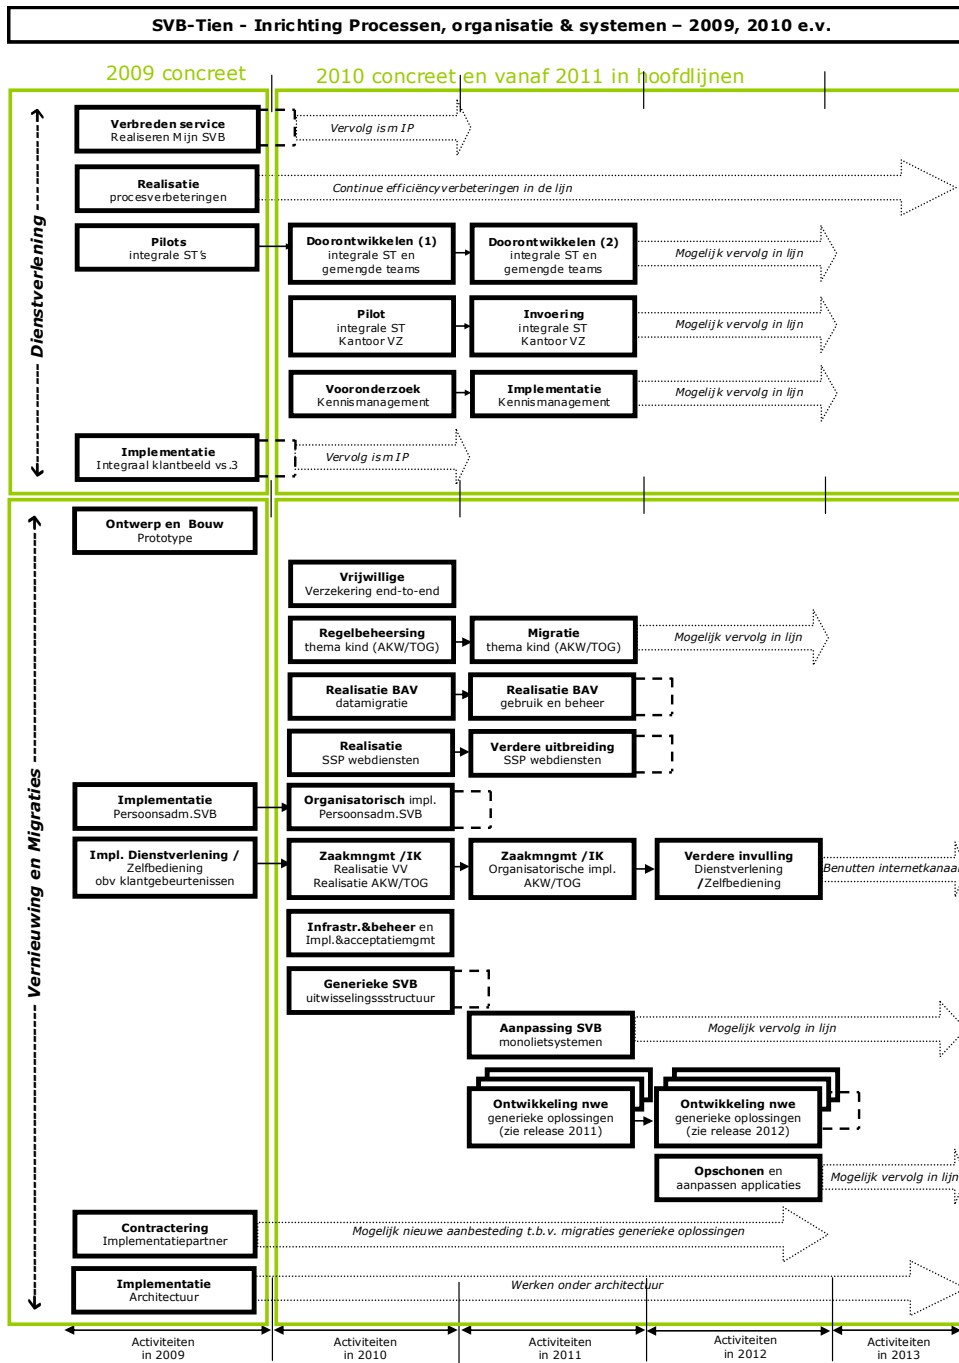 SVB-Tien - Inrichting Processen, organisatie & systemen – 2009, 2010 e.v.
2009 concreet
2010 concreet en vanaf 2011 in hoofdlijnen
Dienstverlening
Verbreden service
Realiseren Mijn SVB
Vervolg ism IP
Realisatie
procesverbeteringen
Continue efficiëncyverbeteringen in de lijn
Pilots
integrale ST's
Doorontwikkelen (1)
integrale ST en
gemengde teams
Doorontwikkelen (2)
integrale ST en
gemengde teams
Mogelijk vervolg in lijn
Pilot
integrale ST
Kantoor VZ
Invoering
integrale ST
Kantoor VZ
Mogelijk vervolg in lijn
Vooronderzoek
Kennismanagement
Implementatie
Kennismanagement
Mogelijk vervolg in lijn
Implementatie
Integraal klantbeeld vs.3
Vervolg ism IP
Vernieuwing en Migraties
Ontwerp en Bouw
Prototype
Vrijwillige
Verzekering end-to-end
Regelbeheersing
thema kind (AKW/TOG)
Migratie
thema kind (AKW/TOG)
Mogelijk vervolg in lijn
Realisatie BAV
datamigratie
Realisatie BAV
gebruik en beheer
Realisatie
SSP webdiensten
Verdere uitbreiding
SSP webdiensten
Implementatie
Persoonsadm.SVB
Organisatorisch impl.
Persoonsadm.SVB
Impl. Dienstverlening /
Zelfbediening
obv klantgebeurtenissen
Zaakmngmt /IK
Realisatie VV
Realisatie AKW/TOG
Zaakmngmt /IK
Organisatorische impl.
AKW/TOG
Verdere invulling
Dienstverlening
/Zelfbediening
Benutten internetkanaal
Infrastr.&beheer en
Impl.&acceptatiemgmt
Generieke SVB
uitwisselingssstructuur
Aanpassing SVB
monolietsystemen
Mogelijk vervolg in lijn
Ontwikkeling nwe
generieke oplossingen
(zie release 2011)
Ontwikkeling nwe
generieke oplossingen
(zie release 2012)
Opschonen en
aanpassen applicaties
Mogelijk vervolg in lijn
Contractering
Implementatiepartner
Mogelijk nieuwe aanbesteding t.b.v. migraties generieke oplossingen
Implementatie
Architectuur
Werken onder architectuur
Activiteiten
in 2009
Activiteiten
in 2010
Activiteiten
in 2011
Activiteiten
in 2012
Activiteiten
in 2013